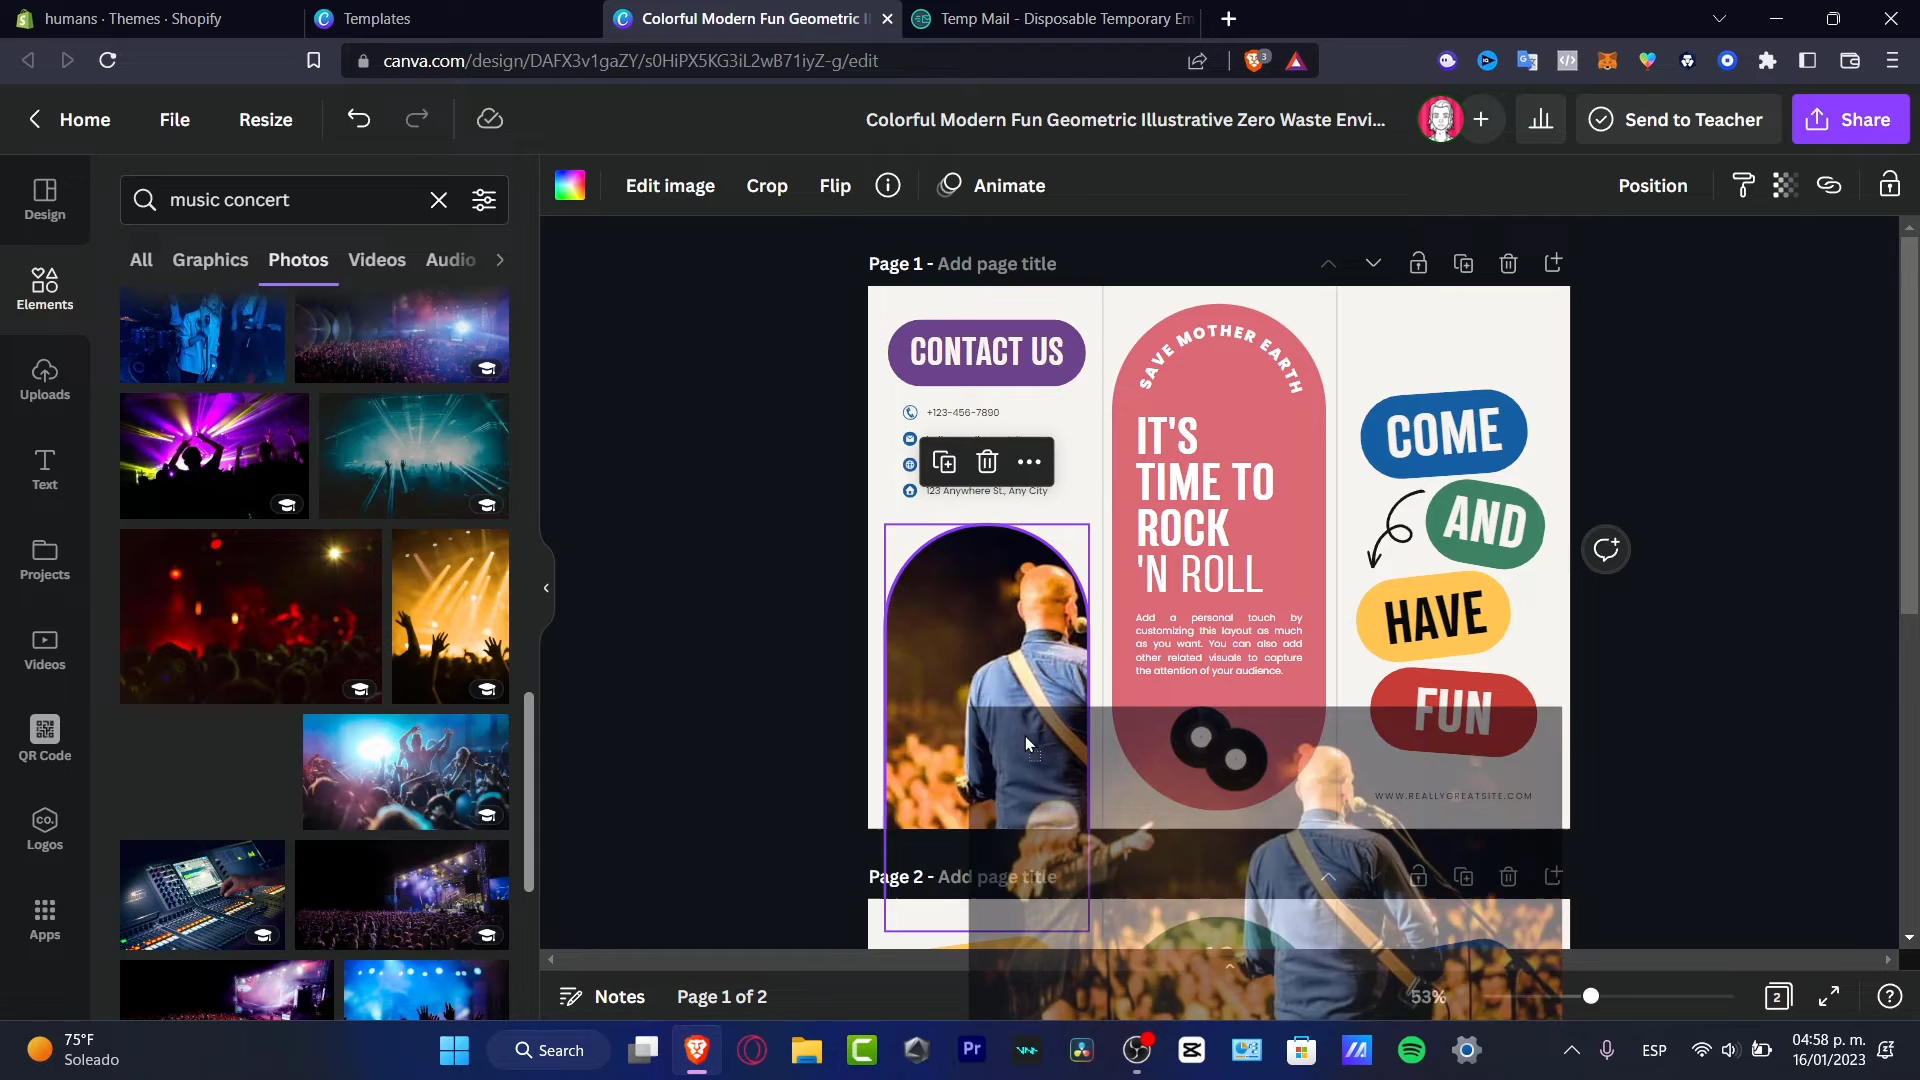 humans · Themes · Shopify
Templates
Colorful Modern Fun Geometric Il
Temp Mail - Disposable Temporary Em
canva.com/design/DAFX3v1gaZY/s0HiPX5KG3iL2wB71iyZ-g/edit
3
Home
File
Resize
Colorful Modern Fun Geometric Illustrative Zero Waste Envi...
Send to Teacher
Share
Design
Elements
Uploads
Text
Projects
Videos
QR Code
CO.
Logos
Apps
music concert
All
Graphics
Photos
Videos
Audio
Edit image
Crop
Flip
Animate
Position
Page 1 - Add page title
CONTACT US
+123-456-7890
123 Anywhere St., Any City
SAVE MOTHER EARTH
IT'S
TIME TO
ROCK
'N ROLL
Add a personal touch by
customizing this layout as much
as you want. You can also add
other related visuals to capture
the attention of your audience.
COME
AND
HAVE
FUN
WWW.REALLYGREATSITE.COM
Page 2 - Add page title
Notes
Page 1 of 2
53%
2
75°F
Soleado
Search
Pr
ESP
04:58 p. m.
16/01/2023